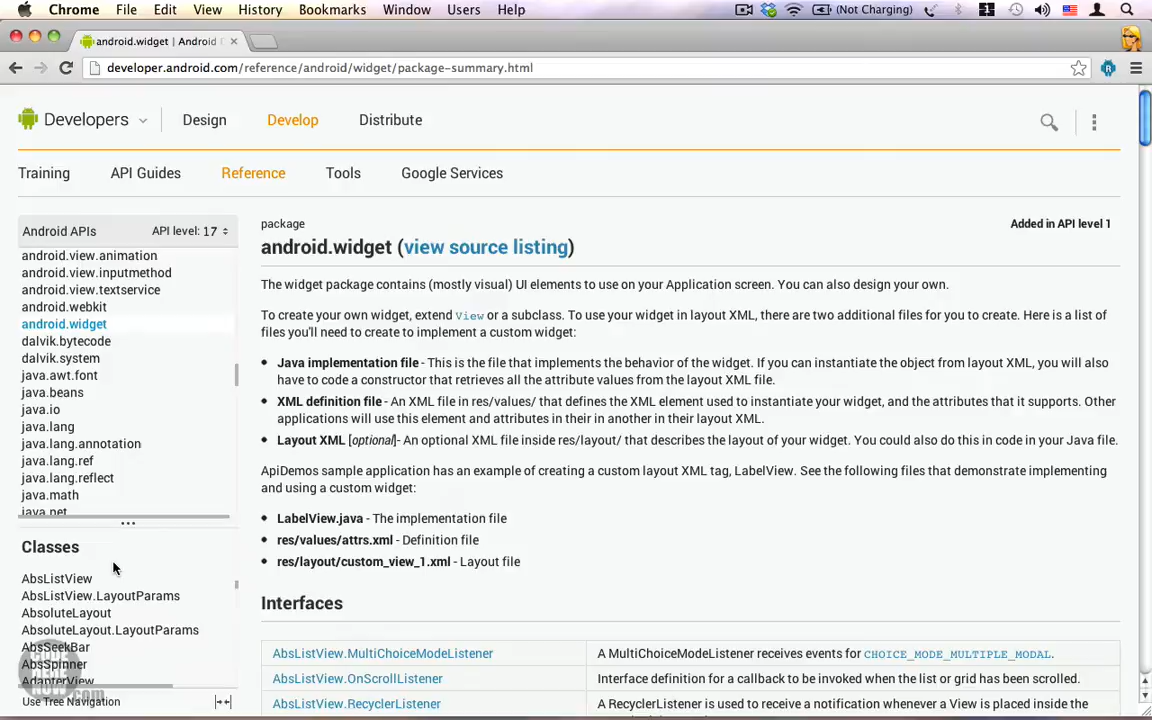 Chrome File Edit View History Bookmarks Window Users Help (Not Charging)
android.widget | Android
developer.android.com/reference/android/widget/package-summary.html
Developers Design Develop Distribute
Training API Guides Reference Tools Google Services
Android APIs API level: 17
android.view.animation
android.view.inputmethod
android.view.textservice
android.webkit
android.widget
dalvik.bytecode
dalvik.system
java.awt.font
java.beans
java.io
java.lang
java.lang.annotation
java.lang.ref
java.lang.reflect
java.math
java.net
Classes
AbsListView
AbsListView.LayoutParams
AbsoluteLayout
AbsoluteLayout.LayoutParams
AbsSeekBar
AbsSpinner
AdapterView
Use Tree Navigation
package Added in API level 1
android.widget (view source listing)
The widget package contains (mostly visual) UI elements to use on your Application screen. You can also design your own.
To create your own widget, extend View or a subclass. To use your widget in layout XML, there are two additional files for you to create. Here is a list of
files you'll need to create to implement a custom widget:
• Java implementation file - This is the file that implements the behavior of the widget. If you can instantiate the object from layout XML, you will also
have to code a constructor that retrieves all the attribute values from the layout XML file.
• XML definition file - An XML file in res/values/ that defines the XML element used to instantiate your widget, and the attributes that it supports. Other
applications will use this element and attributes in their in another in their layout XML.
• Layout XML [optional]- An optional XML file inside res/layout/ that describes the layout of your widget. You could also do this in code in your Java file.
ApiDemos sample application has an example of creating a custom layout XML tag, LabelView. See the following files that demonstrate implementing
and using a custom widget:
• LabelView.java - The implementation file
• res/values/attrs.xml - Definition file
• res/layout/custom_view_1.xml - Layout file
Interfaces
AbsListView.MultiChoiceModeListener A MultiChoiceModeListener receives events for CHOICE_MODE_MULTIPLE_MODAL.
AbsListView.OnScrollListener Interface definition for a callback to be invoked when the list or grid has been scrolled.
AbsListView.RecyclerListener A RecyclerListener is used to receive a notification whenever a View is placed inside the